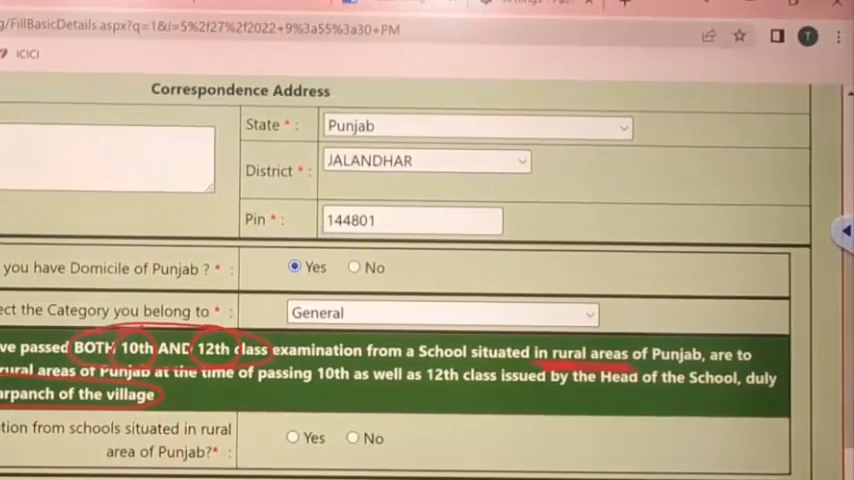 g/FillBasicDetails.aspx?q=1&i=5%2f27%2f2022+9%3a55%3a30+PM
T
ICICI
Correspondence Address
State * :
Punjab
District * :
JALANDHAR
Pin * :
144801
you have Domicile of Punjab ? * :
Yes
No
ect the Category you belong to * :
General
ve passed BOTH 10th AND 12th class examination from a School situated in rural areas of Punjab, are to
rural areas of Punjab at the time of passing 10th as well as 12th class issued by the Head of the School, duly
arpanch of the village
tion from schools situated in rural
Yes
No
area of Punjab?* :